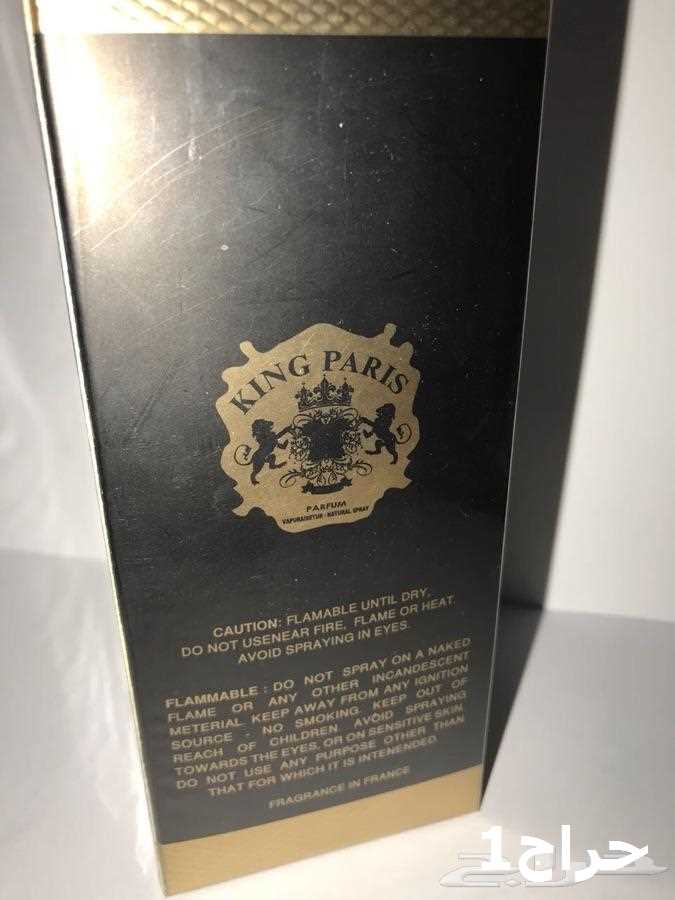 KING PARIS
PARFUM
VAPURAISETUR - NATURAL SPRAY
CAUTION: FLAMABLE UNTIL DRY,
DO NOT USENEAR FIRE, FLAME OR HEAT.
AVOID SPRAYING IN EYES.
FLAMMABLE : DO NOT SPRAY ON A NAKED
FLAME OR ANY OTHER INCANDESCENT
METERIAL. KEEP AWAY FROM ANY IGNITION
SOURCE - NO SMOKING. KEEP OUT OF
REACH OF CHILDREN AVOID SPRAYING
TOWARDS THE EYES. OR ON SENSITIVE SKIN.
DO NOT USE ANY PURPOSE OTHER THAN
THAT FOR WHICH IT IS INTENENDED.
FRAGRANCE IN FRANCE
حراج1